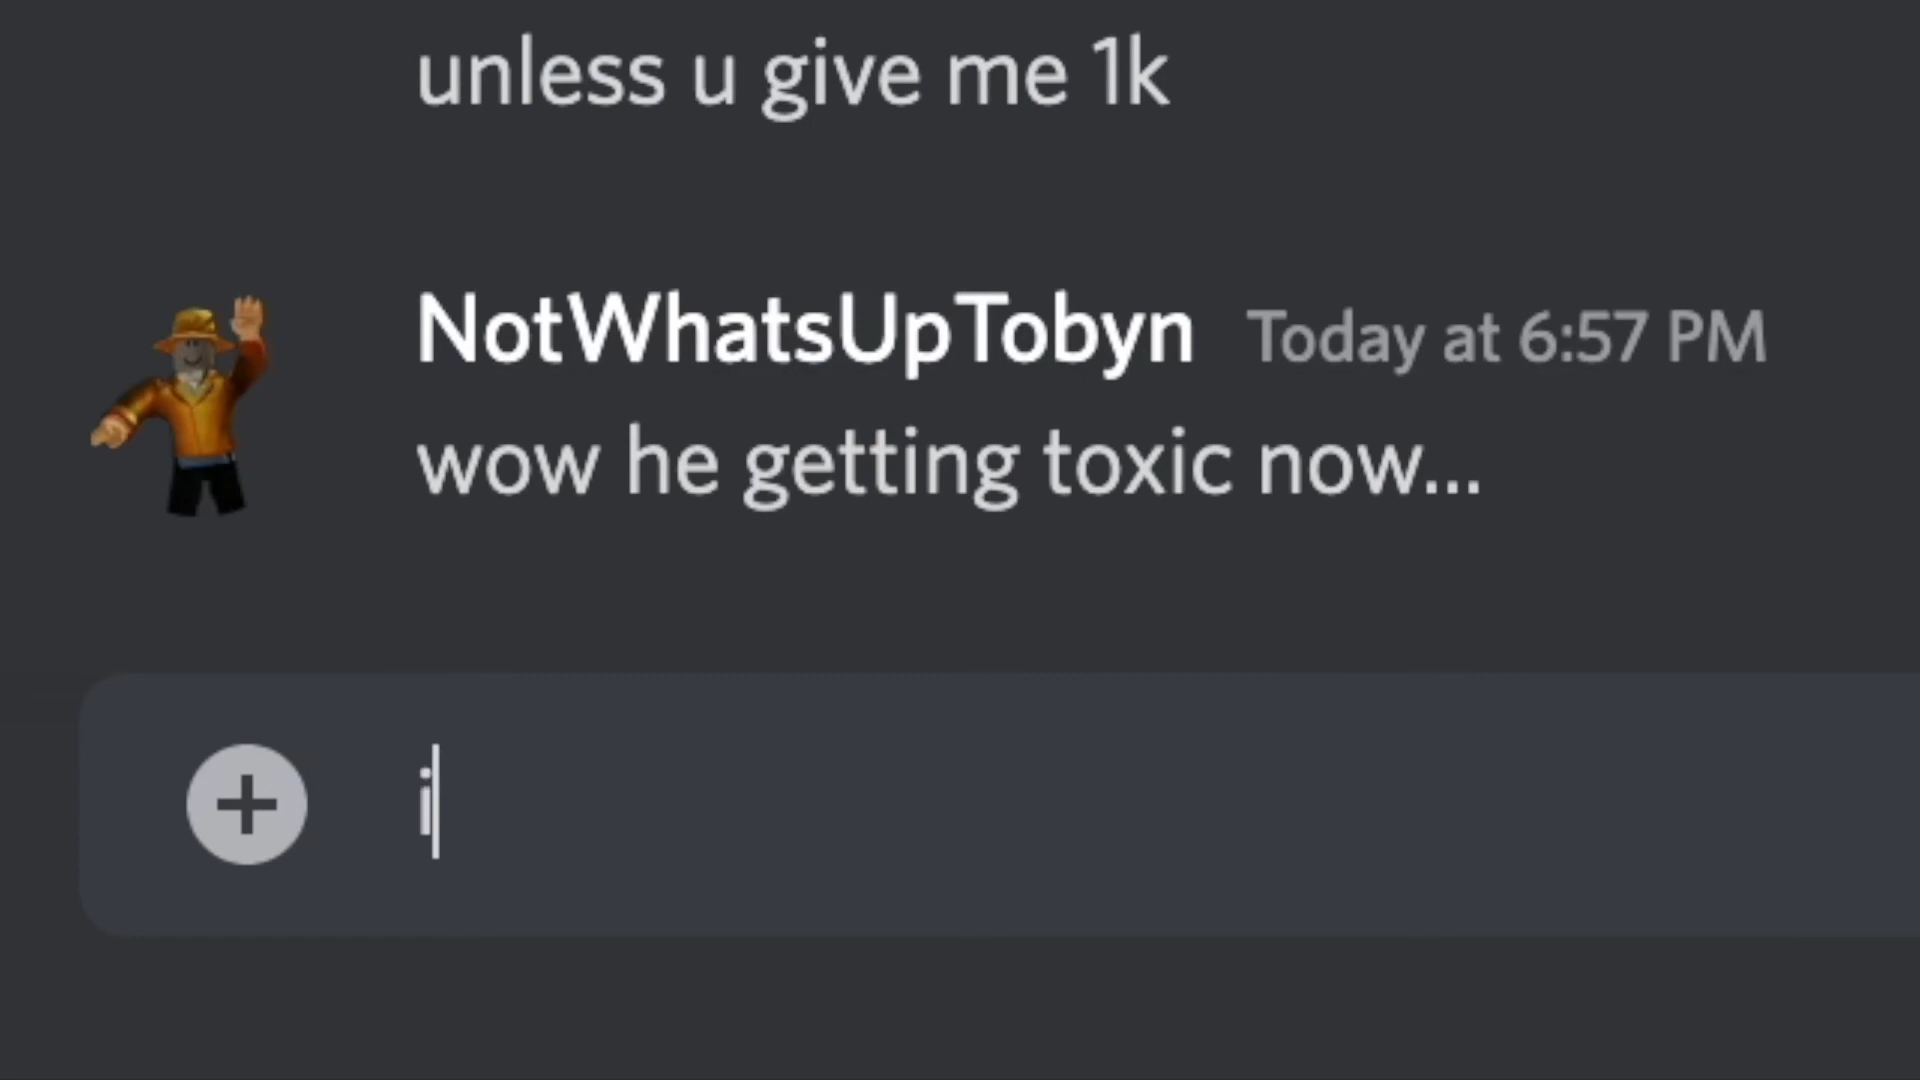 unless u give me 1k
NotWhatsUpTobyn Today at 6:57 PM
wow he getting toxic now...
i